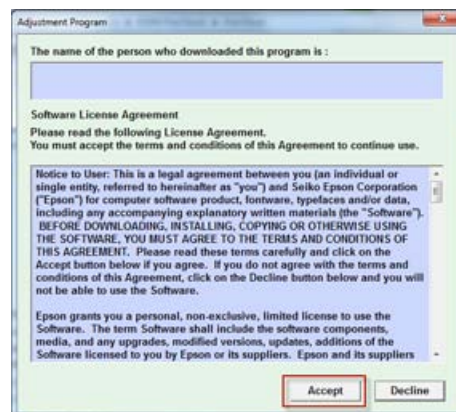 Adjustment Program
The name of the person who downloaded this program is :
Software License Agreement
Please read the following License Agreement.
You must accept the terms and conditions of this Agreement to continue use.
Notice to User: This is a legal agreement between you (an individual or
single entity, referred to hereinafter as "you") and Seiko Epson Corporation
("Epson") for computer software product, fontware, typefaces and/or data,
including any accompanying explanatory written materials (the "Software").
BEFORE DOWNLOADING, INSTALLING, COPYING OR OTHERWISE USING
THE SOFTWARE, YOU MUST AGREE TO THE TERMS AND CONDITIONS OF
THIS AGREEMENT. Please read these terms carefully and click on the
Accept button below if you agree. If you do not agree with the terms and
conditions of this Agreement, click on the Decline button below and you will
not be able to use the Software.
Epson grants you a personal, non-exclusive, limited license to use the
Software. The term Software shall include the software components,
media, and any upgrades, modified versions, updates, additions of the
Software licensed to you by Epson or its suppliers. Epson and its suppliers
Accept Decline